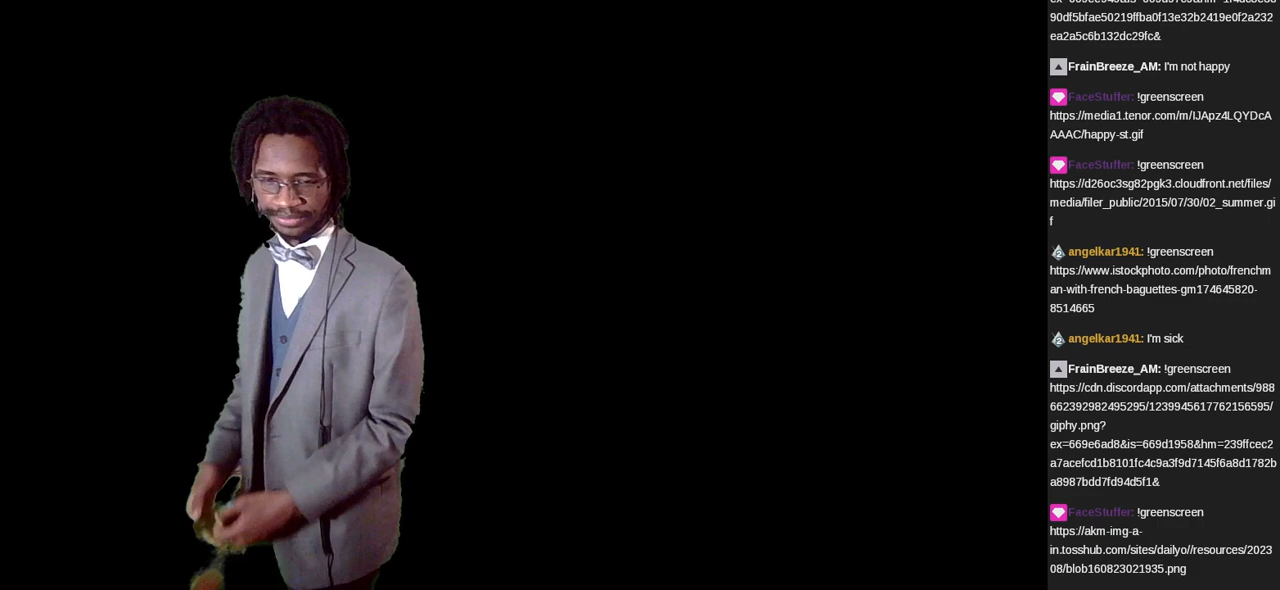 90df5bfae50219ffba0f13e32b2419e0f2a232
ea2a5c6b132dc29fc&
FrainBreeze_AM: I'm not happy
FaceStuffer: !greenscreen
https://media1.tenor.com/m/IJApz4LQYDcA
AAAC/happy-st.gif
FaceStuffer: !greenscreen
https://d26oc3sg82pgk3.cloudfront.net/files/
media/filer_public/2015/07/30/02_summer.gi
f
angelkar1941: !greenscreen
https://www.istockphoto.com/photo/frenchm
an-with-french-baguettes-gm174645820-
8514665
angelkar1941: I'm sick
FrainBreeze_AM: !greenscreen
https://cdn.discordapp.com/attachments/988
662392982495295/1239945617762156595/
giphy.png?
ex=669e6ad8&is=669d1958&hm=239ffcec2
a7acefcd1b8101fc4c9a3f9d7145f6a8d1782b
a8987bdd7fd94d5f1&
FaceStuffer: !greenscreen
https://akm-img-a-
in.tosshub.com/sites/dailyo//resources/2023
08/blob160823021935.png